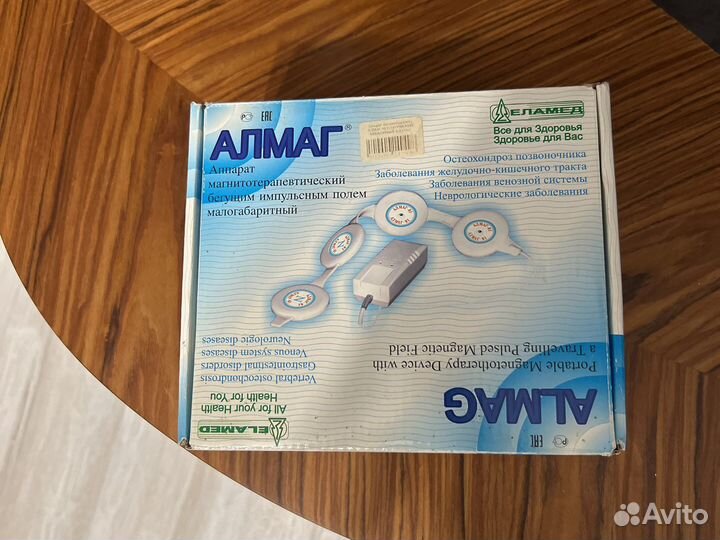 АЛМАГ®
Аппарат
магнитотерапевтический
бегущим импульсным полем
малогабаритный
ЕЛАМЕД
Все для Здоровья
Здоровье для Вас
Остеохондроз позвоночника
Заболевания желудочно-кишечного тракта
Заболевания венозной системы
Неврологические заболевания
ALMAG
Portable Magnetotherapy Device with
a Travelling Pulsed Magnetic Field
ELAMED
All for your Health
Health for You
Vertebral osteochondrosis
Gastrointestinal disorders
Venous system diseases
Neurologic diseases
Avito